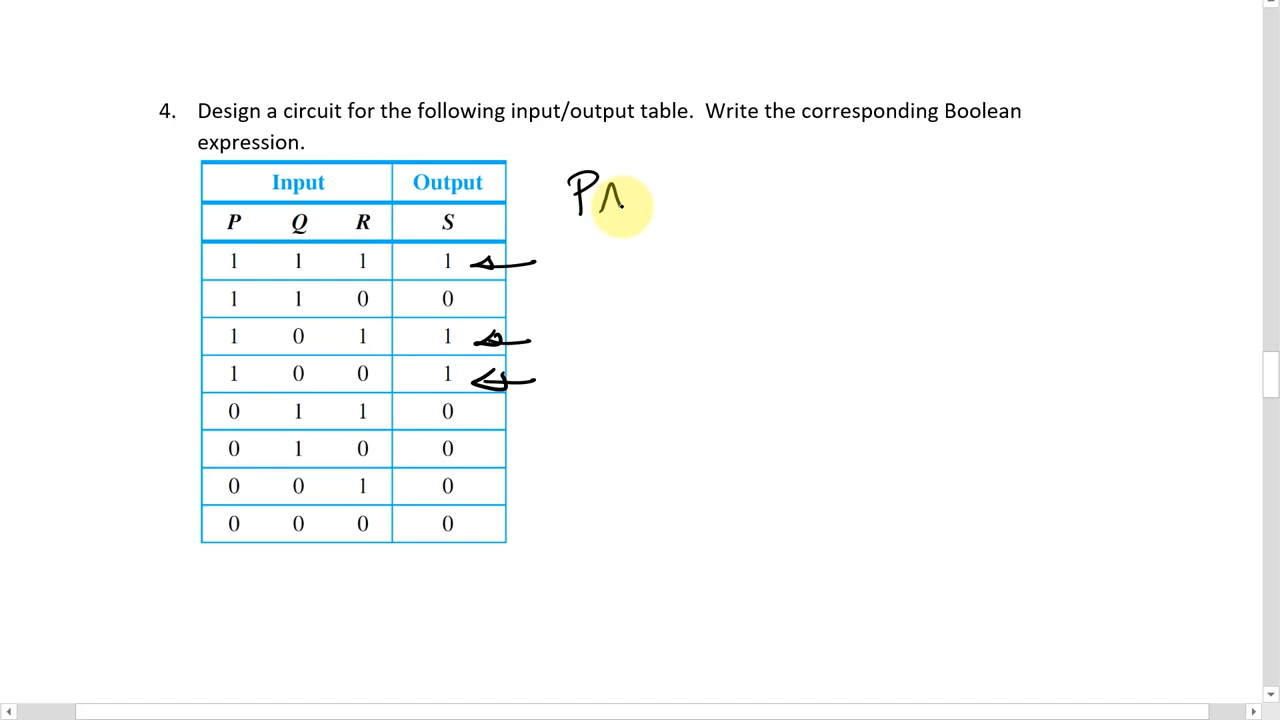 4. Design a circuit for the following input/output table. Write the corresponding Boolean
expression.
Input Output
P Q R S
1 1 1 1
1 1 0 0
1 0 1 1
1 0 0 1
0 1 1 0
0 1 0 0
0 0 1 0
0 0 0 0
P∧